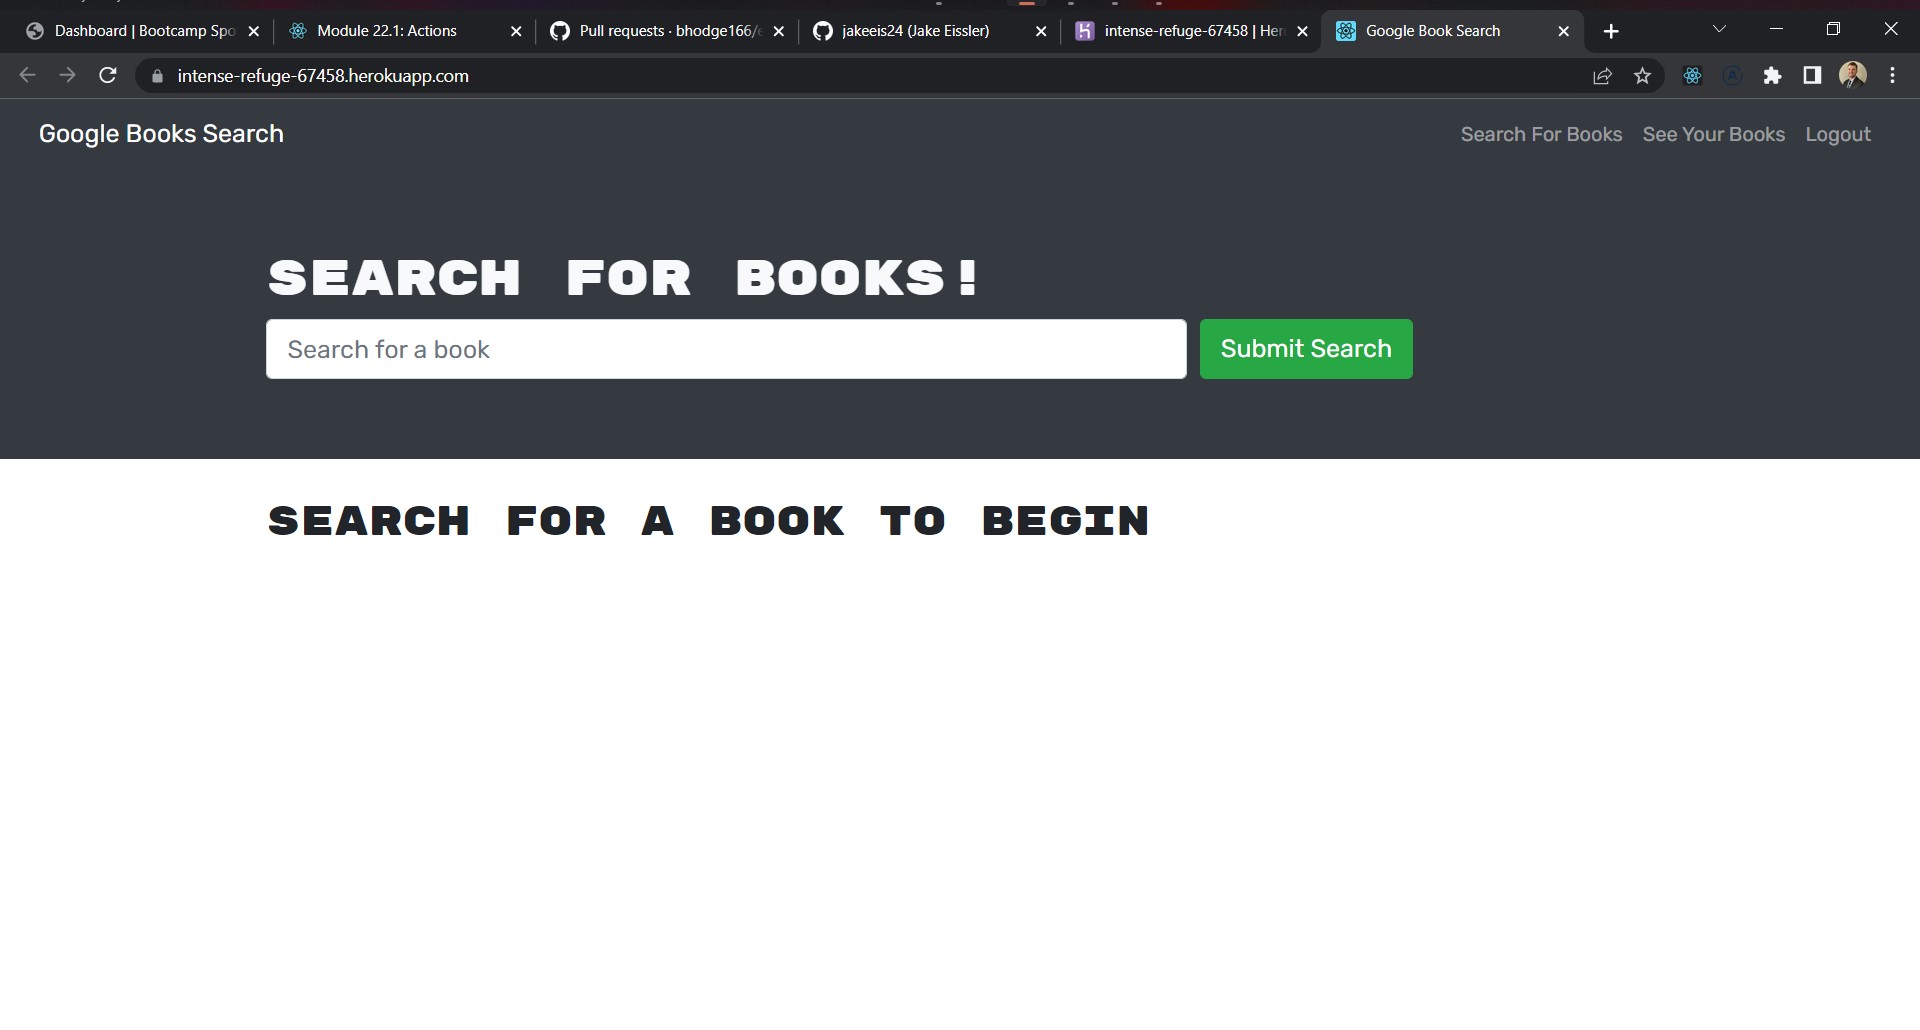 Dashboard | Bootcamp Spo
Module 22.1: Actions
Pull requests · bhodge166/e
jakeeis24 (Jake Eissler)
intense-refuge-67458 | Her
Google Book Search
intense-refuge-67458.herokuapp.com
Google Books Search
Search For Books
See Your Books
Logout
SEARCH FOR BOOKS!
Search for a book
Submit Search
SEARCH FOR A BOOK TO BEGIN